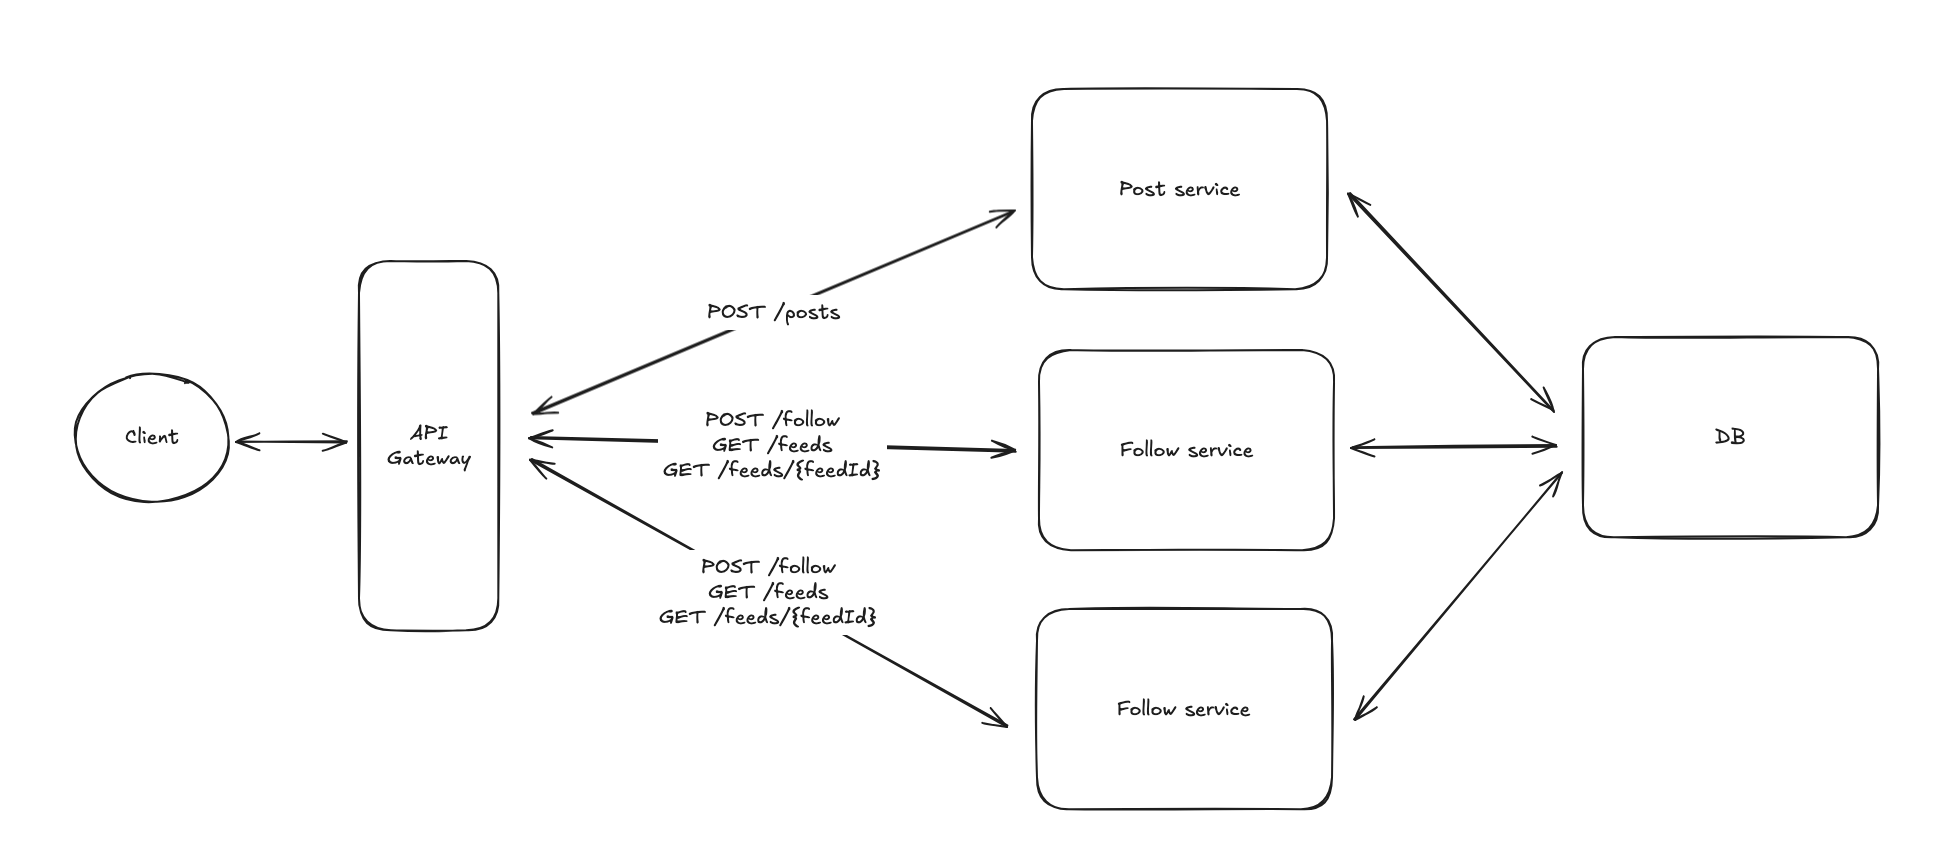 Client
API
Gateway
POST /posts
POST /follow
GET /feeds
GET /feeds/{feedId}
POST /follow
GET /feeds
GET /feeds/{feedId}
Post service
Follow service
Follow service
DB